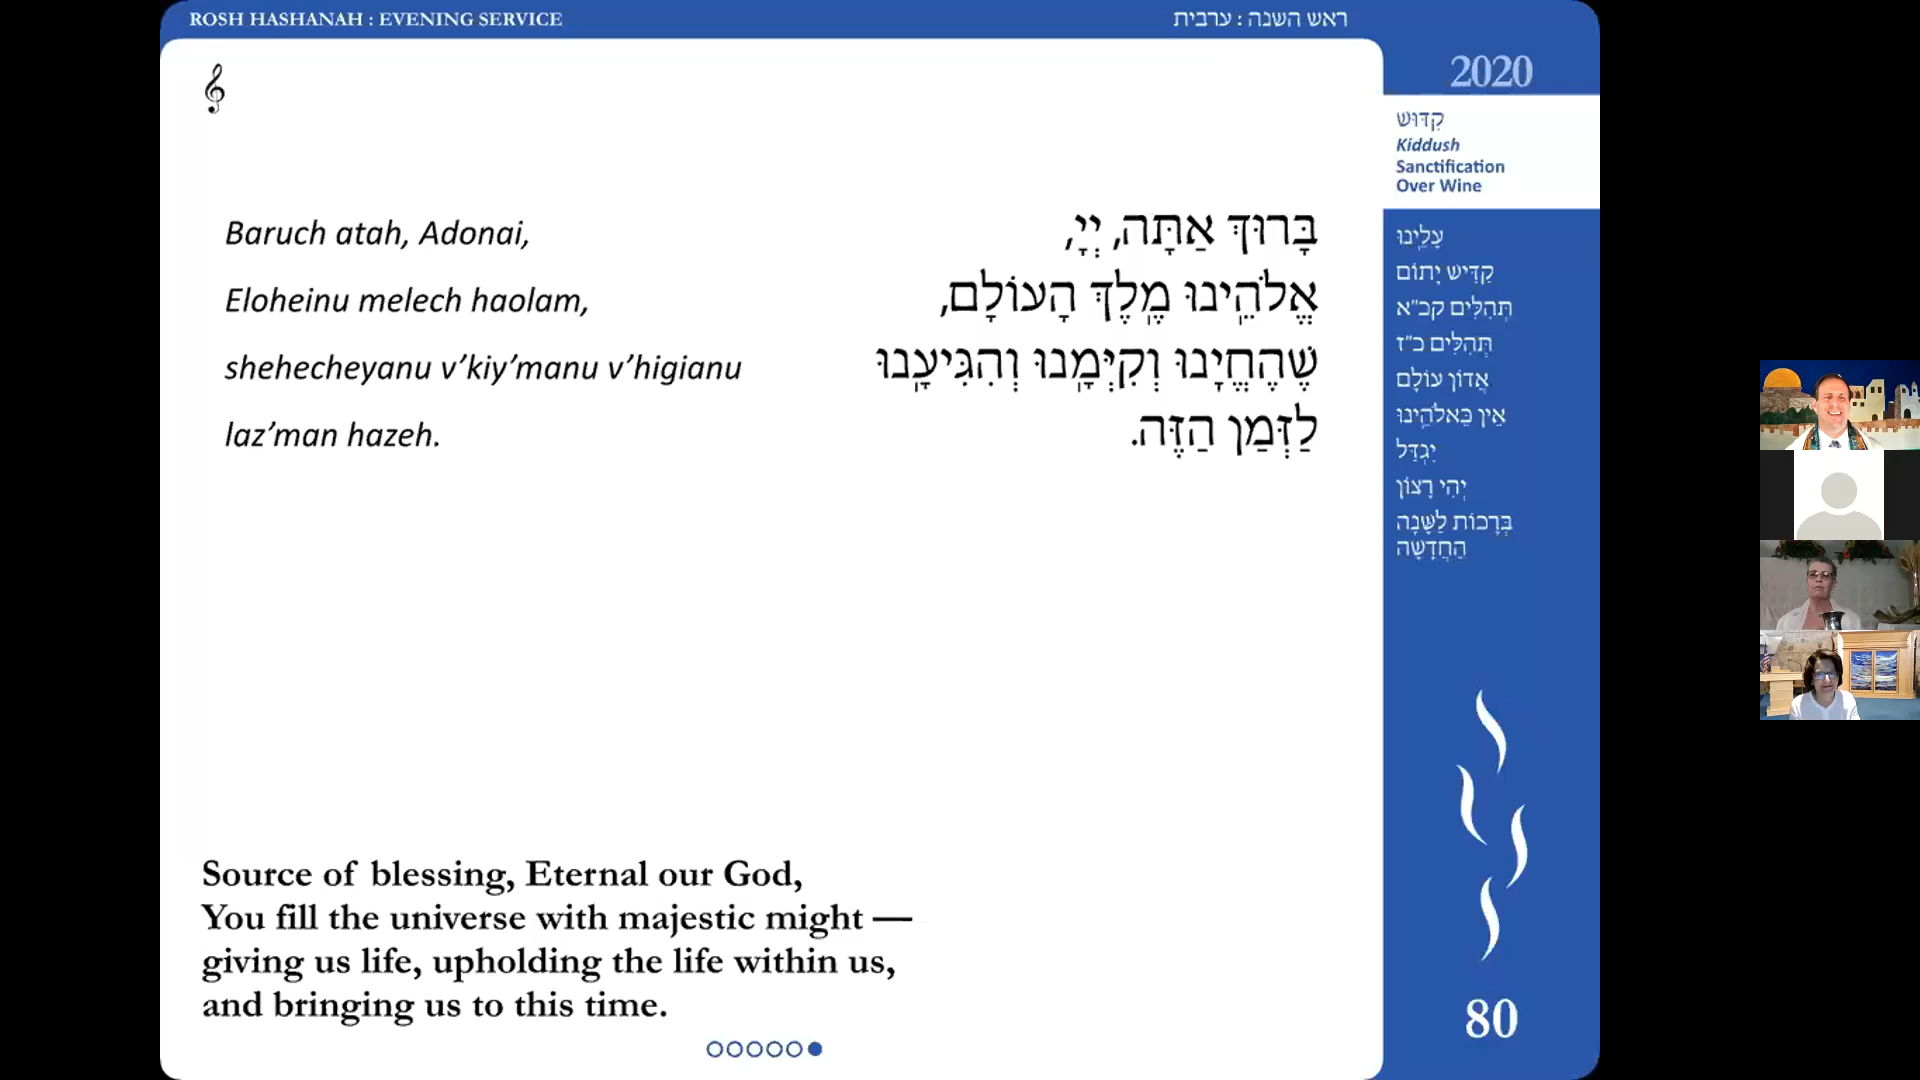 ROSH HASHANAH : EVENING SERVICE
ראש השנה : ערבית
Baruch atah, Adonai,
Eloheinu melech haolam,
shehecheyanu v’kiy’manu v’higianu
laz’man hazeh.
בָּרוּךְ אַתָּה, יְיָ,
אֱלֹהֵֽינוּ מֶֽלֶךְ הָעוֹלָם,
שֶׁהֶחֱיָֽנוּ וְקִיְּמָֽנוּ וְהִגִּיעָֽנוּ
לַזְּמַן הַזֶּה.
Source of blessing, Eternal our God,
You fill the universe with majestic might —
giving us life, upholding the life within us,
and bringing us to this time.
2020
קִדּוּשׁ
Kiddush
Sanctification
Over Wine
עָלֵֽינוּ
קַדִּישׁ יָתוֹם
תְּהִלִּים קכ״א
תְּהִלִּים כ״ז
אֲדוֹן עוֹלָם
אֵין כֵּאלֹהֵֽינוּ
יִגְדַּל
יְהִי רָצוֹן
בְּרָכוֹת לַשָּׁנָה
הַחֲדָשָׁה
80